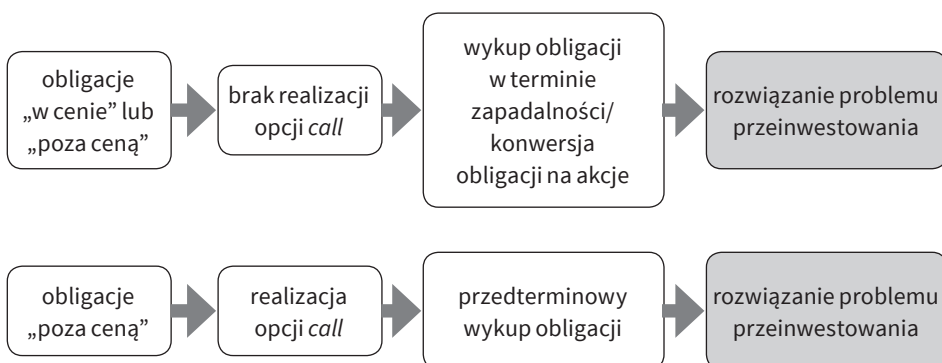 obligacje
„w cenie” lub
„poza ceną”
brak realizacji
opcji call
wykup obligacji
w terminie
zapadalności/
konwersja
obligacji na akcje
rozwiązanie problemu
przeinwestowania
obligacje
„poza ceną”
realizacja
opcji call
przedterminowy
wykup obligacji
rozwiązanie problemu
przeinwestowania